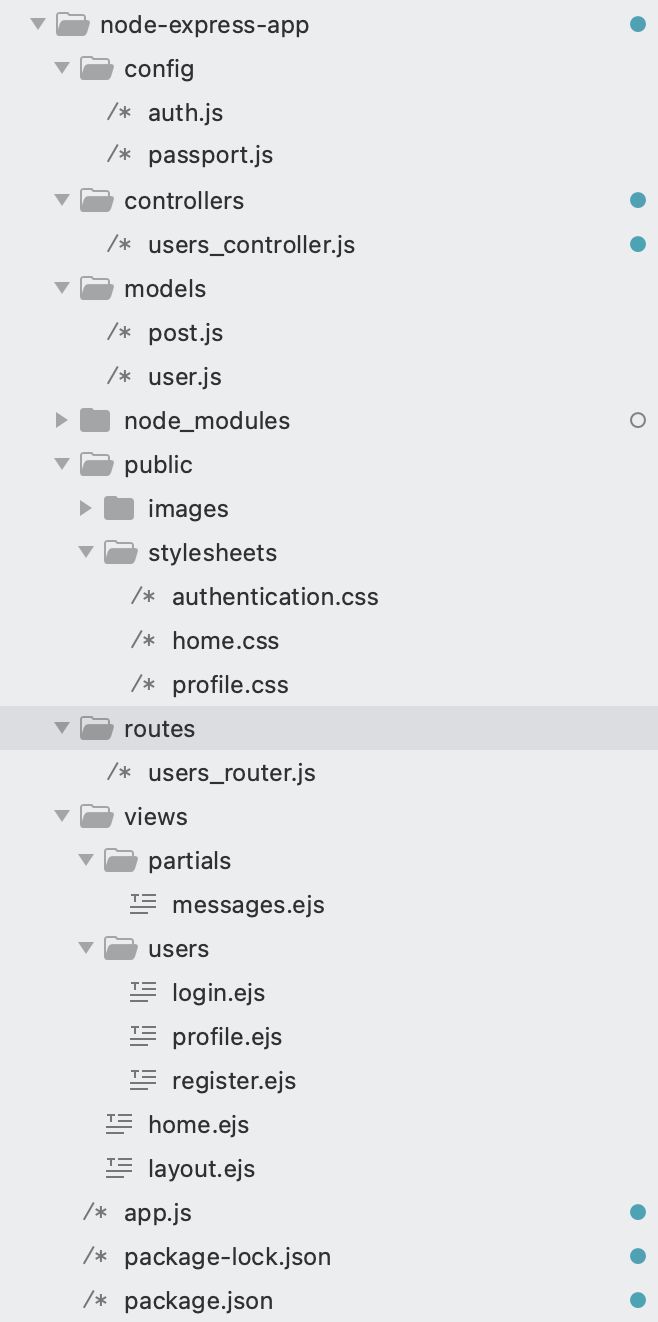 node-express-app
config
/* auth.js
/* passport.js
controllers
/* users_controller.js
models
/* post.js
/* user.js
node_modules
public
images
stylesheets
/* authentication.css
/* home.css
/* profile.css
routes
/* users_router.js
views
partials
messages.ejs
users
login.ejs
profile.ejs
register.ejs
home.ejs
layout.ejs
/* app.js
/* package-lock.json
/* package.json